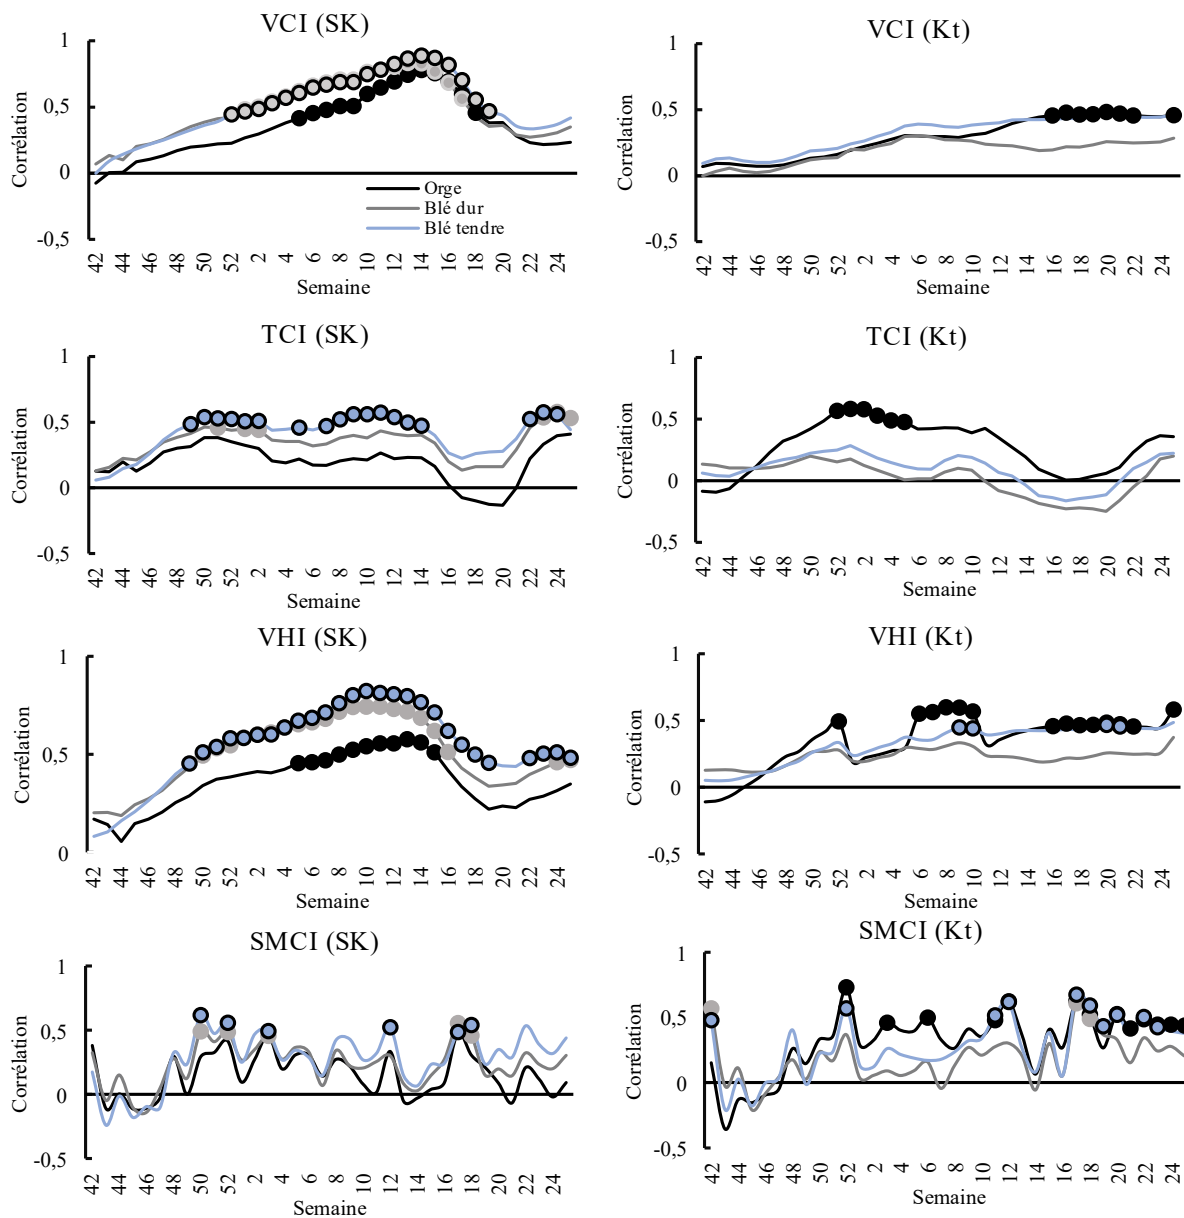 VCI (SK)
1
0,5
0
-0,5
Corrélation
Orge
Blé dur
Blé tendre
42 44 46 48 50 52 2 4 6 8 10 12 14 16 18 20 22 24
Semaine
VCI (Kt)
1
0,5
0
-0,5
Corrélation
42 44 46 48 50 52 2 4 6 8 10 12 14 16 18 20 22 24
Semaine
TCI (SK)
1
0,5
0
-0,5
Corrélation
42 44 46 48 50 52 2 4 6 8 10 12 14 16 18 20 22 24
Semaine
TCI (Kt)
1
0,5
0
-0,5
Corrélation
42 44 46 48 50 52 2 4 6 8 10 12 14 16 18 20 22 24
Semaine
VHI (SK)
1
0,5
0
Corrélation
42 44 46 48 50 52 2 4 6 8 10 12 14 16 18 20 22 24
Semaine
VHI (Kt)
1
0,5
0
-0,5
Corrélation
42 44 46 48 50 52 2 4 6 8 10 12 14 16 18 20 22 24
Semaine
SMCI (SK)
1
0,5
0
-0,5
Corrélation
42 44 46 48 50 52 2 4 6 8 10 12 14 16 18 20 22 24
Semaine
SMCI (Kt)
1
0,5
0
-0,5
Corrélation
42 44 46 48 50 52 2 4 6 8 10 12 14 16 18 20 22 24
Semaine